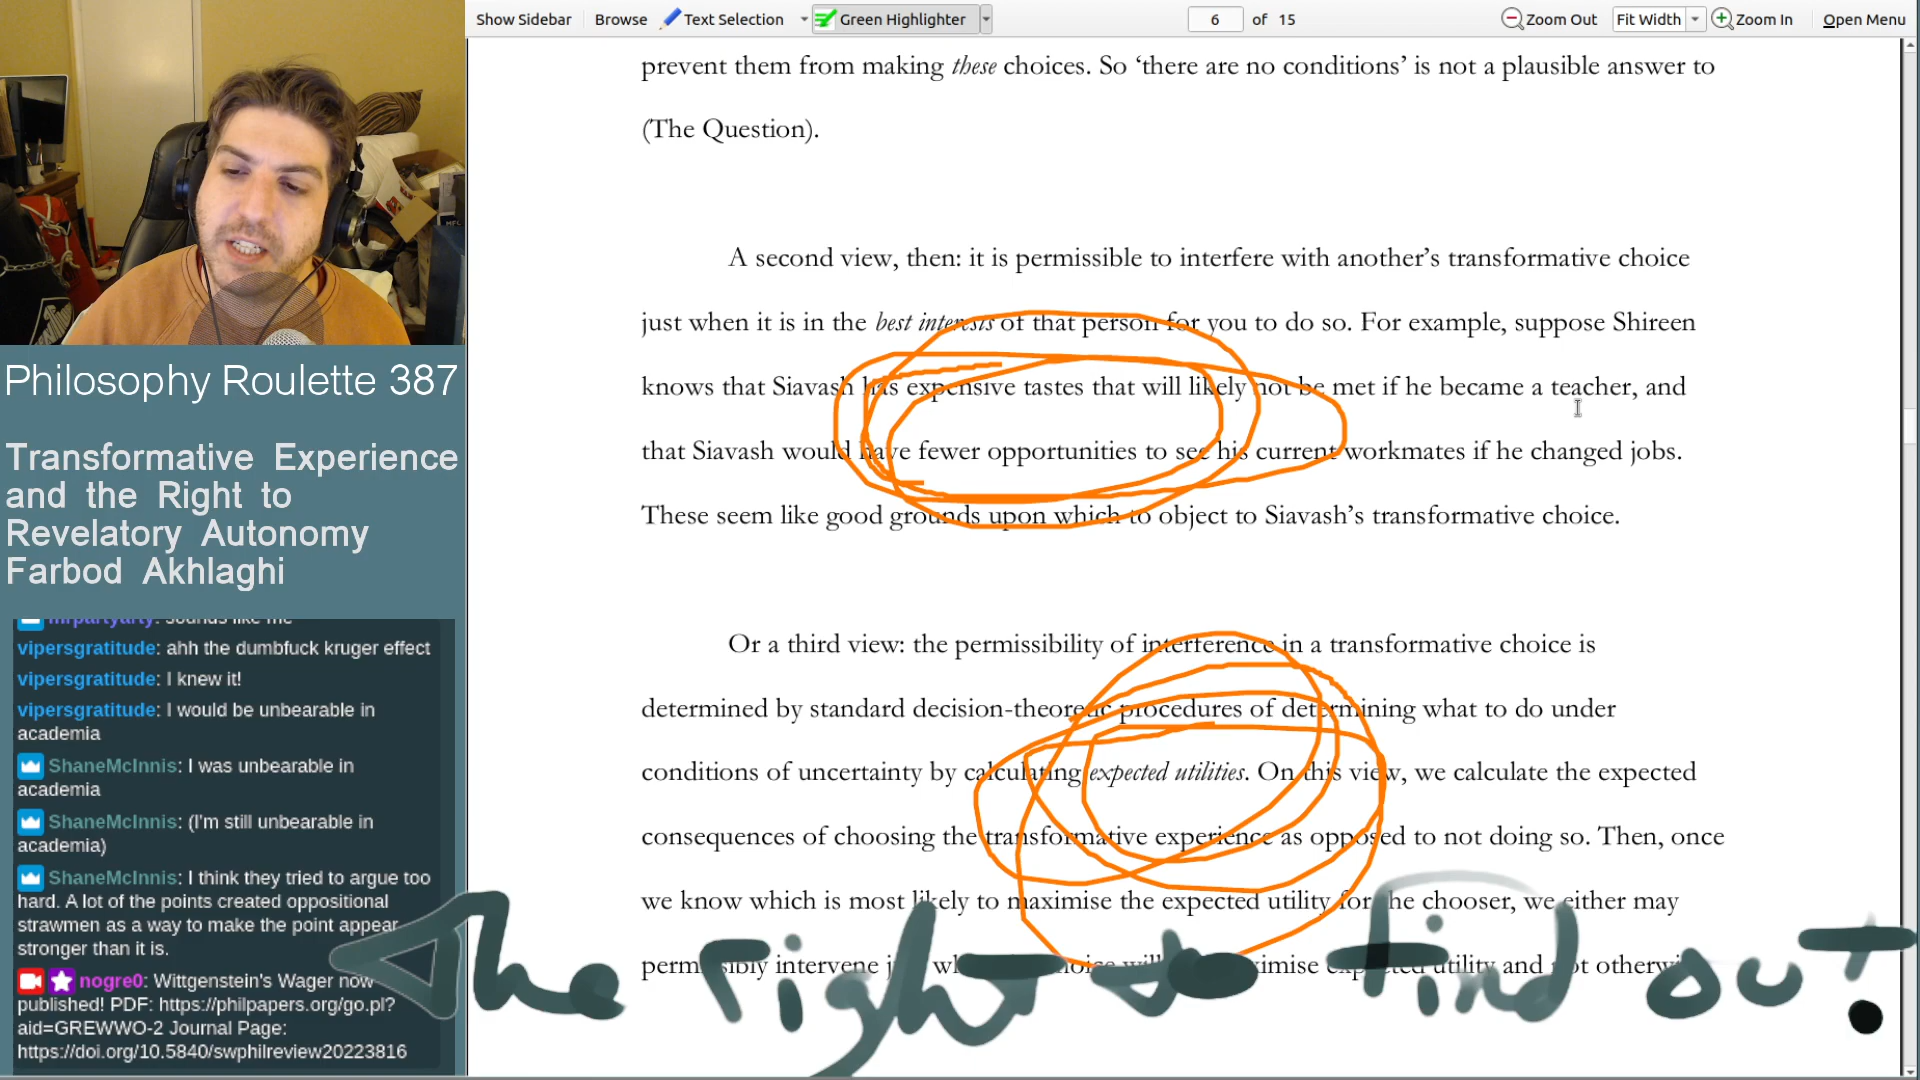 Show Sidebar Browse Text Selection Green Highlighter 6 of 15 Zoom Out Fit Width Zoom In Open Menu
prevent them from making these choices. So ‘there are no conditions’ is not a plausible answer to
(The Question).
A second view, then: it is permissible to interfere with another’s transformative choice
just when it is in the best interests of that person for you to do so. For example, suppose Shireen
knows that Siavash has expensive tastes that will likely not be met if he became a teacher, and
that Siavash would have fewer opportunities to see his current workmates if he changed jobs.
These seem like good grounds upon which to object to Siavash’s transformative choice.
Or a third view: the permissibility of interference in a transformative choice is
determined by standard decision-theoretic procedures of determining what to do under
conditions of uncertainty by calculating expected utilities. On this view, we calculate the expected
consequences of choosing the transformative experience as opposed to not doing so. Then, once
we know which is most likely to maximise the expected utility for the chooser, we either may
permissibly intervene utility and not
The right to find out!
Philosophy Roulette 387
Transformative Experience
and the Right to
Revelatory Autonomy
Farbod Akhlaghi
mrpartyarty: sounds like me
vipersgratitude: ahh the dumbfuck kruger effect
vipersgratitude: I knew it!
vipersgratitude: I would be unbearable in
academia
ShaneMcInnis: I was unbearable in
academia
ShaneMcInnis: (I'm still unbearable in
academia)
ShaneMcInnis: I think they tried to argue too
hard. A lot of the points created oppositional
strawmen as a way to make the point appear
stronger than it is.
nogre0: Wittgenstein's Wager now
published! PDF: https://philpapers.org/go.pl?
aid=GREWWO-2 Journal Page:
https://doi.org/10.5840/swphilreview20223816